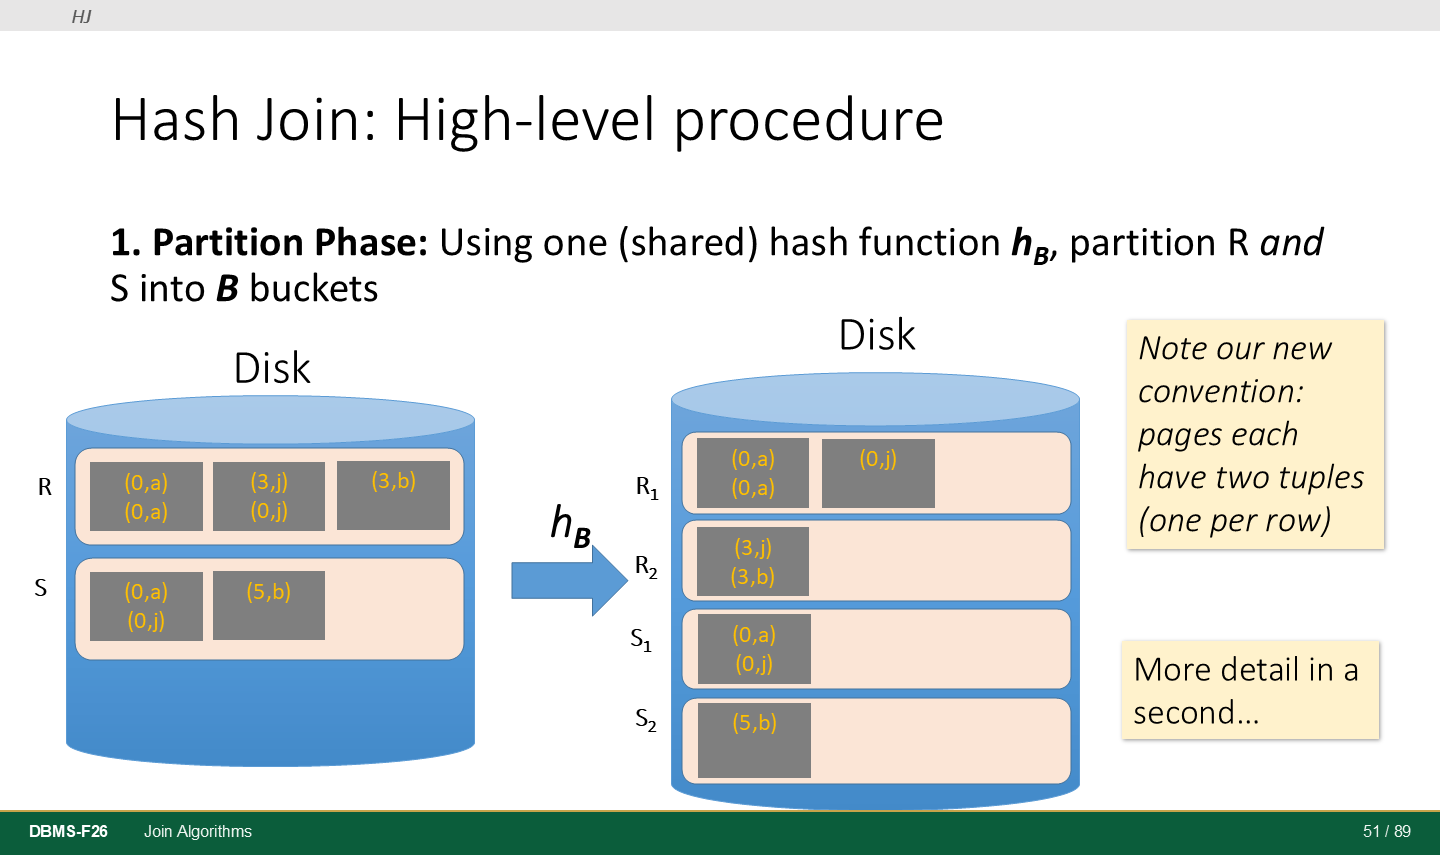 HJ
Hash Join: High-level procedure
1. Partition Phase: Using one (shared) hash function hB, partition R and
S into B buckets
Disk
R
(0,a)
(0,a)
(3,j)
(0,j)
(3,b)
S
(0,a)
(0,j)
(5,b)
hB
Disk
R1
(0,a)
(0,a)
(0,j)
R2
(3,j)
(3,b)
S1
(0,a)
(0,j)
S2
(5,b)
Note our new
convention:
pages each
have two tuples
(one per row)
More detail in a
second…
DBMS-F26
Join Algorithms
51 / 89